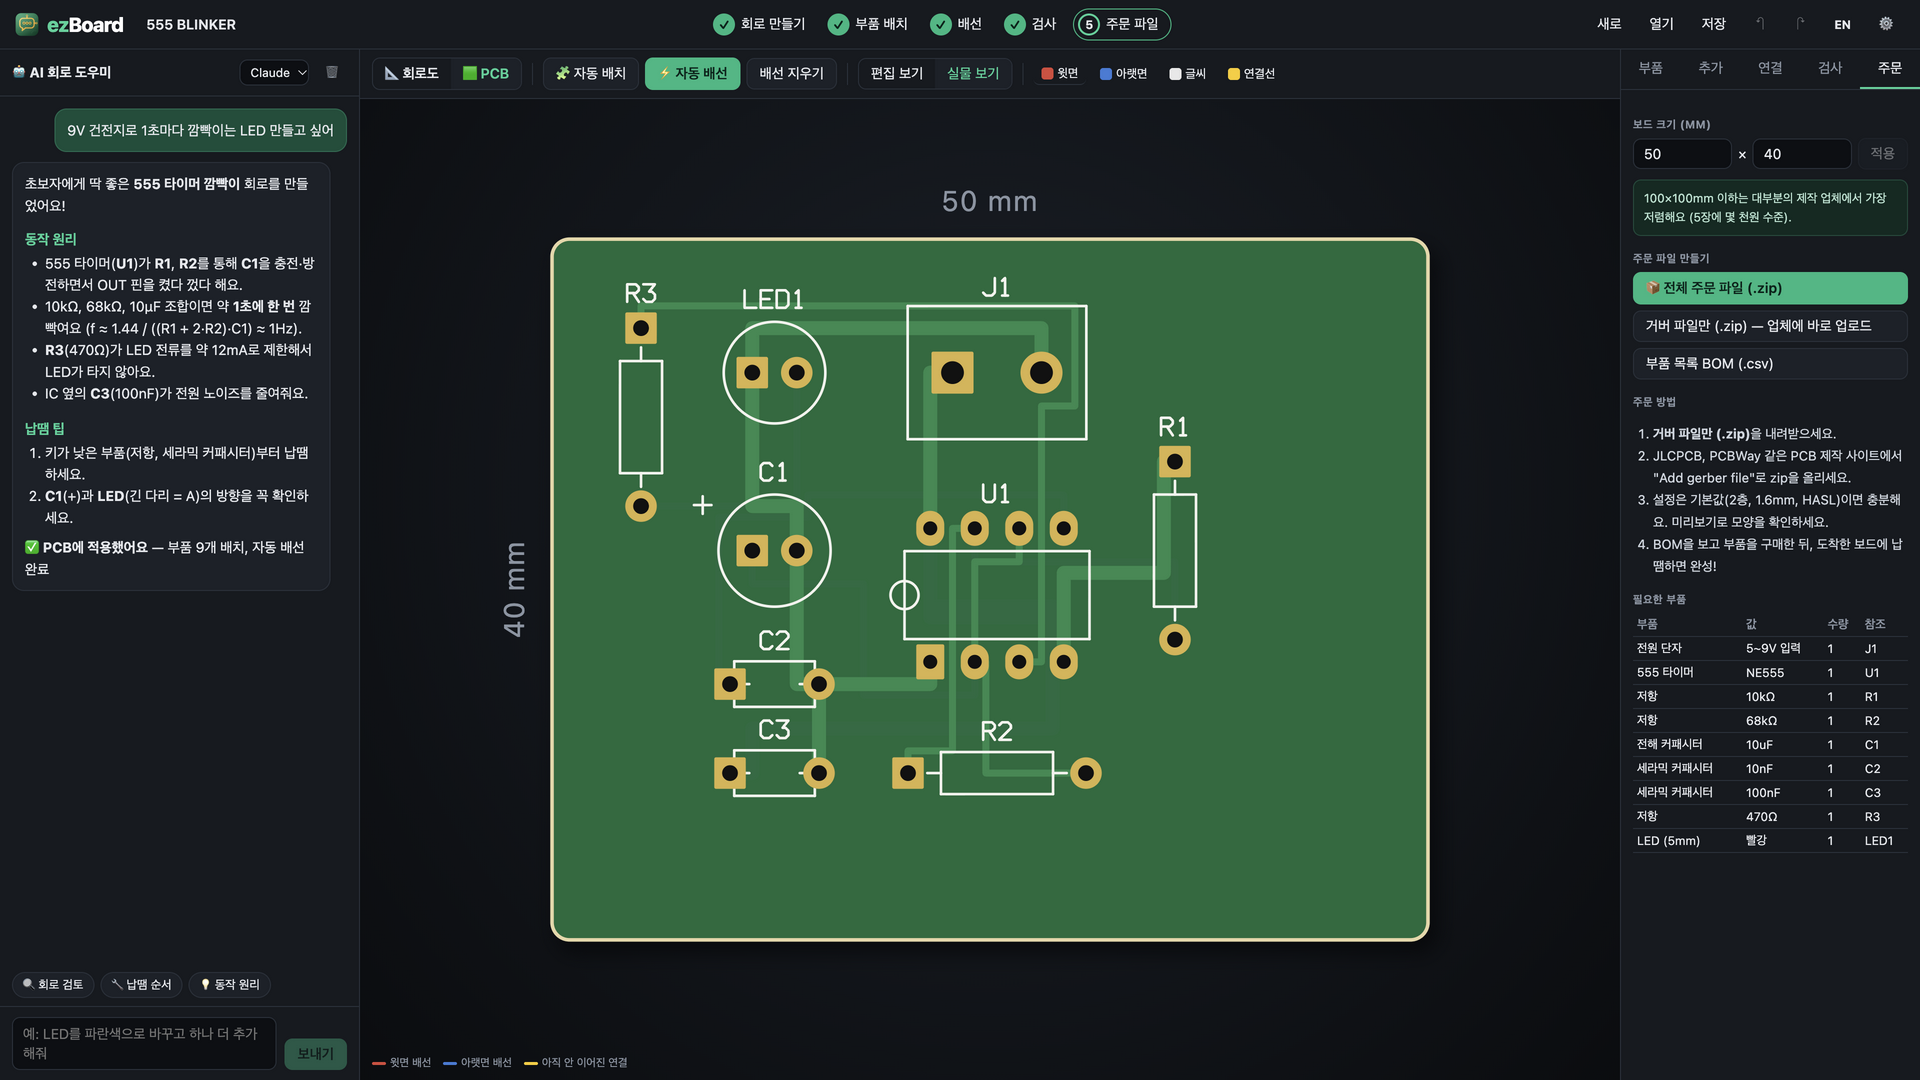 ezBoard
555 BLINKER
회로 만들기
부품 배치
배선
검사
5 주문 파일
새로
열기
저장
EN
AI 회로 도우미
Claude
9V 건전지로 1초마다 깜빡이는 LED 만들고 싶어
초보자에게 딱 좋은 555 타이머 깜빡이 회로를 만들
었어요!
동작 원리
• 555 타이머(U1)가 R1, R2를 통해 C1을 충전·방
전하면서 OUT 핀을 켰다 껐다 해요.
• 10kΩ, 68kΩ, 10µF 조합이면 약 1초에 한 번 깜
빡여요 (f ≈ 1.44 / ((R1 + 2·R2)·C1) ≈ 1Hz).
• R3(470Ω)가 LED 전류를 약 12mA로 제한해서
LED가 타지 않아요.
• IC 옆의 C3(100nF)가 전원 노이즈를 줄여줘요.
납땜 팁
1. 키가 낮은 부품(저항, 세라믹 커패시터)부터 납땜
하세요.
2. C1(+)과 LED(긴 다리 = A)의 방향을 꼭 확인하
세요.
PCB에 적용했어요 — 부품 9개 배치, 자동 배선
완료
회로 검토
납땜 순서
동작 원리
예: LED를 파란색으로 바꾸고 하나 더 추가
해줘
보내기
회로도
PCB
자동 배치
자동 배선
배선 지우기
편집 보기
실물 보기
윗면
아랫면
글씨
연결선
50 mm
40 mm
R3
LED1
J1
R1
C1
+
U1
C2
C3
R2
윗면 배선
아랫면 배선
아직 안 이어진 연결
부품
추가
연결
검사
주문
보드 크기 (MM)
50 × 40 적용
100×100mm 이하는 대부분의 제작 업체에서 가장
저렴해요 (5장에 몇 천원 수준).
주문 파일 만들기
전체 주문 파일 (.zip)
거버 파일만 (.zip) — 업체에 바로 업로드
부품 목록 BOM (.csv)
주문 방법
1. 거버 파일만 (.zip)을 내려받으세요.
2. JLCPCB, PCBWay 같은 PCB 제작 사이트에서
"Add gerber file"로 zip을 올리세요.
3. 설정은 기본값(2층, 1.6mm, HASL)이면 충분해
요. 미리보기로 모양을 확인하세요.
4. BOM을 보고 부품을 구매한 뒤, 도착한 보드에 납
땜하면 완성!
필요한 부품
부품 값 수량 참조
전원 단자 5~9V 입력 1 J1
555 타이머 NE555 1 U1
저항 10kΩ 1 R1
저항 68kΩ 1 R2
전해 커패시터 10uF 1 C1
세라믹 커패시터 10nF 1 C2
세라믹 커패시터 100nF 1 C3
저항 470Ω 1 R3
LED (5mm) 빨강 1 LED1